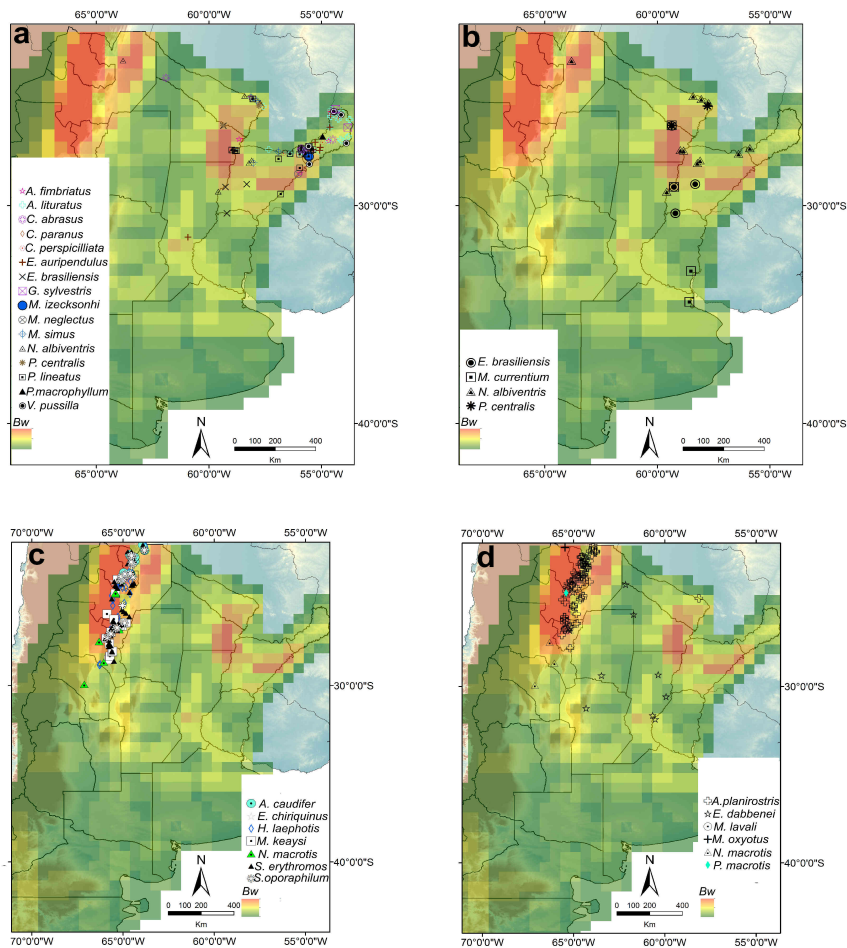 a
A. fimbriatus
A. lituratus
C. abrasus
C. paranus
C. perspicilliata
E. auripendulus
E. brasiliensis
G. sylvestris
M. izecksonhi
M. neglectus
M. simus
N. albiventris
P. centralis
P. lineatus
P.macrophyllum
V. pussilla
Bw
N
0 100 200 400
Km
30°0'0"S
40°0'0"S
65°0'0"W 60°0'0"W 55°0'0"W
b
E. brasiliensis
M. currentium
N. albiventris
P. centralis
Bw
N
0 100 200 400
Km
30°0'0"S
40°0'0"S
65°0'0"W 60°0'0"W 55°0'0"W
70°0'0"W 65°0'0"W 60°0'0"W 55°0'0"W
c
A. caudifer
E. chiriquinus
H. laephotis
M. keaysi
N. macrotis
S. erythromos
S.oporaphilum
Bw
N
0 100 200 400
Km
30°0'0"S
40°0'0"S
70°0'0"W 65°0'0"W 60°0'0"W 55°0'0"W
70°0'0"W 65°0'0"W 60°0'0"W 55°0'0"W
d
A.planirostris
E. dabbenei
M. lavali
M. oxyotus
N. macrotis
P. macrotis
Bw
N
0 100 200 400
Km
30°0'0"S
40°0'0"S
70°0'0"W 65°0'0"W 60°0'0"W 55°0'0"W